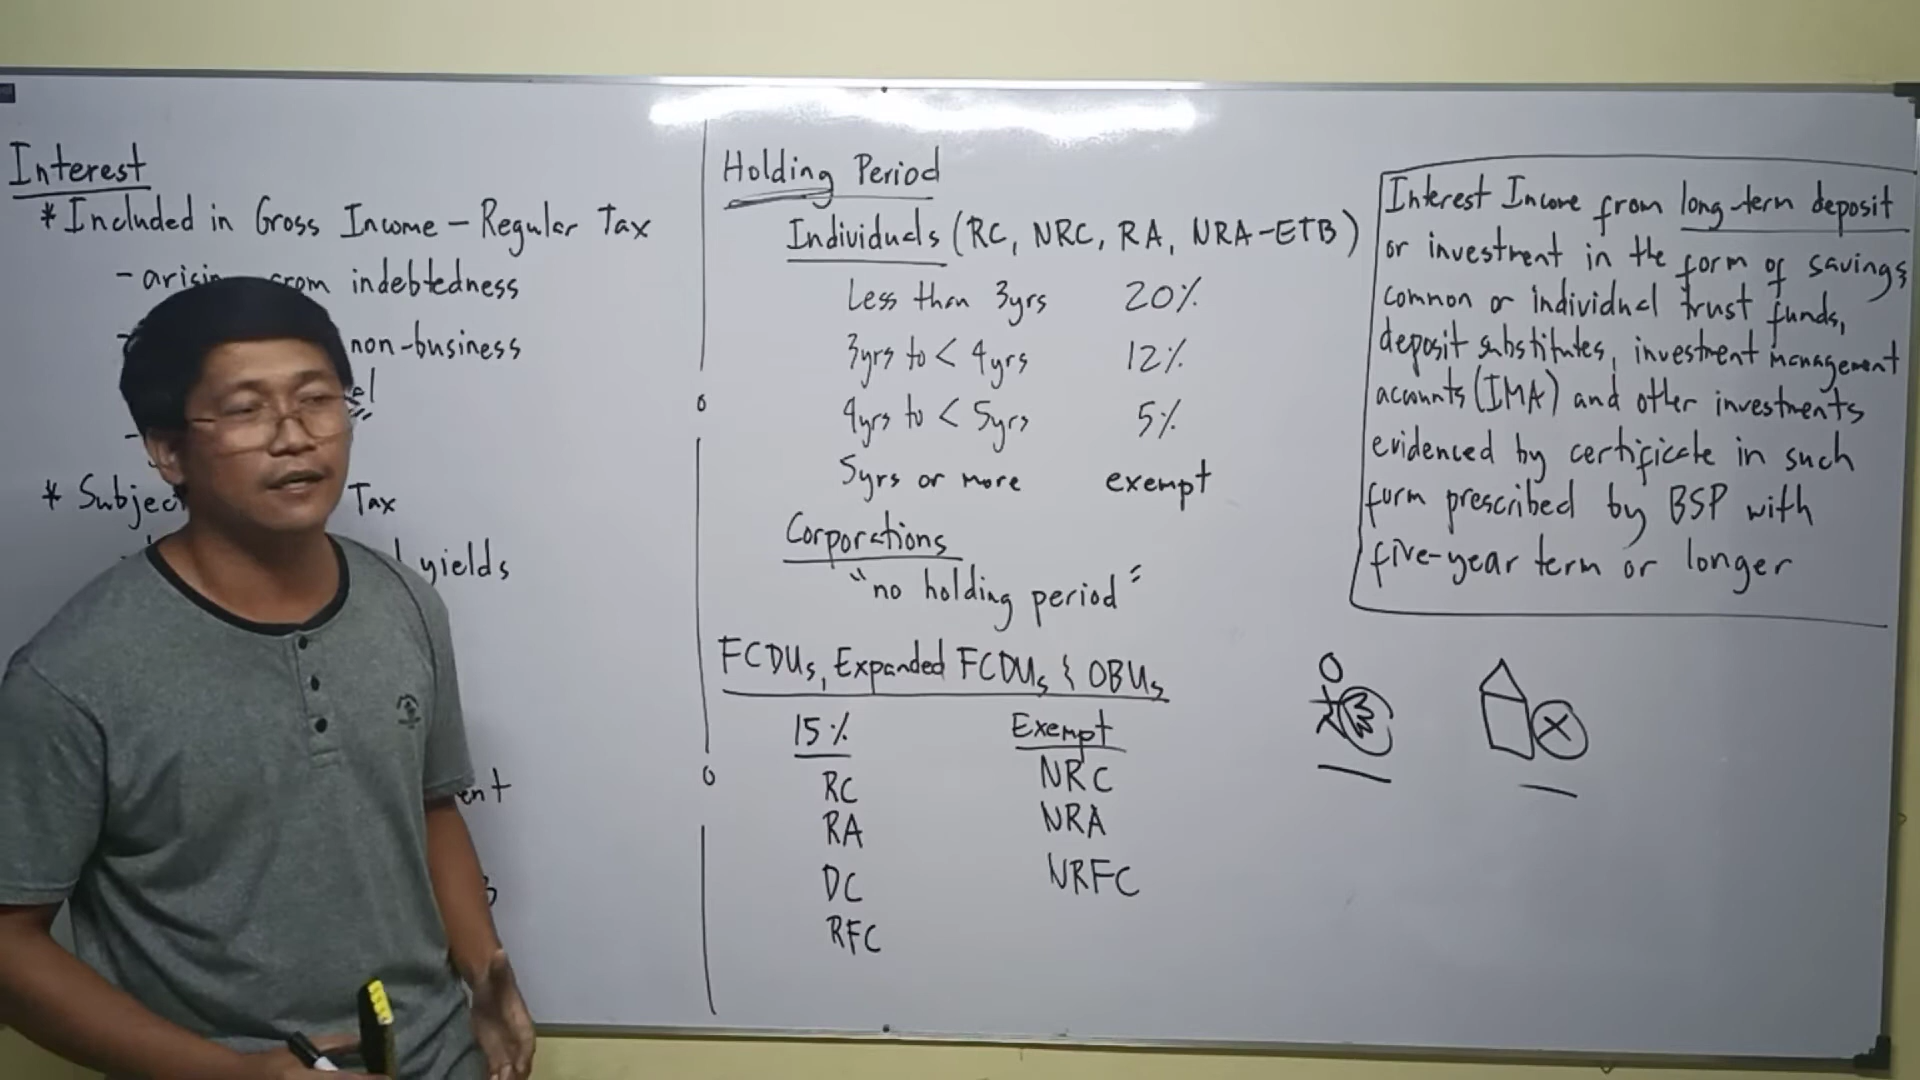 Interest
* Included in Gross Income - Regular Tax
- arising from indebtedness
- non-business
* Subject Tax
yields
Holding Period
Individuals (RC, NRC, RA, NRA-ETB)
Less than 3yrs 20%
3yrs to < 4yrs 12%
4yrs to < 5yrs 5%
5yrs or more exempt
Corporations
"no holding period"
FCDUs, Expanded FCDUs & OBUs
15% Exempt
RC NRC
RA NRA
DC NRFC
RFC
Interest Income from long-term deposit
or investment in the form of savings
common or individual trust funds,
deposit substitutes, investment management
accounts (IMA) and other investments
evidenced by certificate in such
form prescribed by BSP with
five-year term or longer